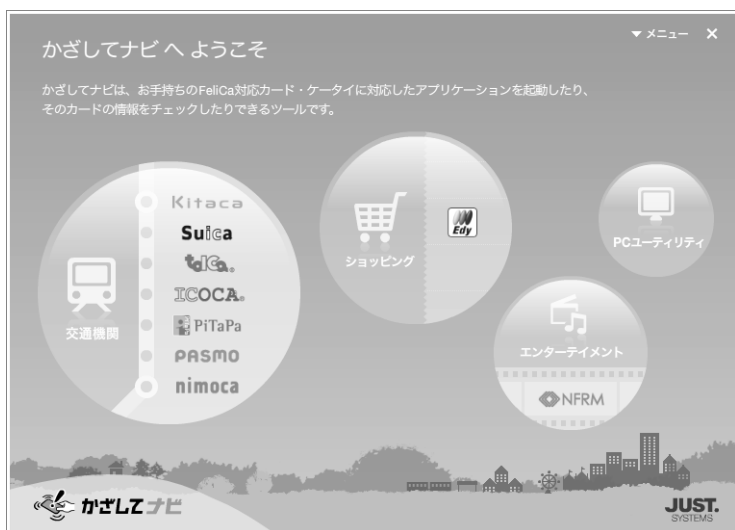 かざしてナビ へ ようこそ
▼ メニュー ×
かざしてナビは、お手持ちのFeliCa対応カード・ケータイに対応したアプリケーションを起動したり、
そのカードの情報をチェックしたりできるツールです。
交通機関
Kitaca
Suica
toICa
ICOCA
PiTaPa
PASMO
nimoca
ショッピング
Edy
PCユーティリティ
エンターテイメント
NFRM
かざしてナビ
JUST.
SYSTEMS